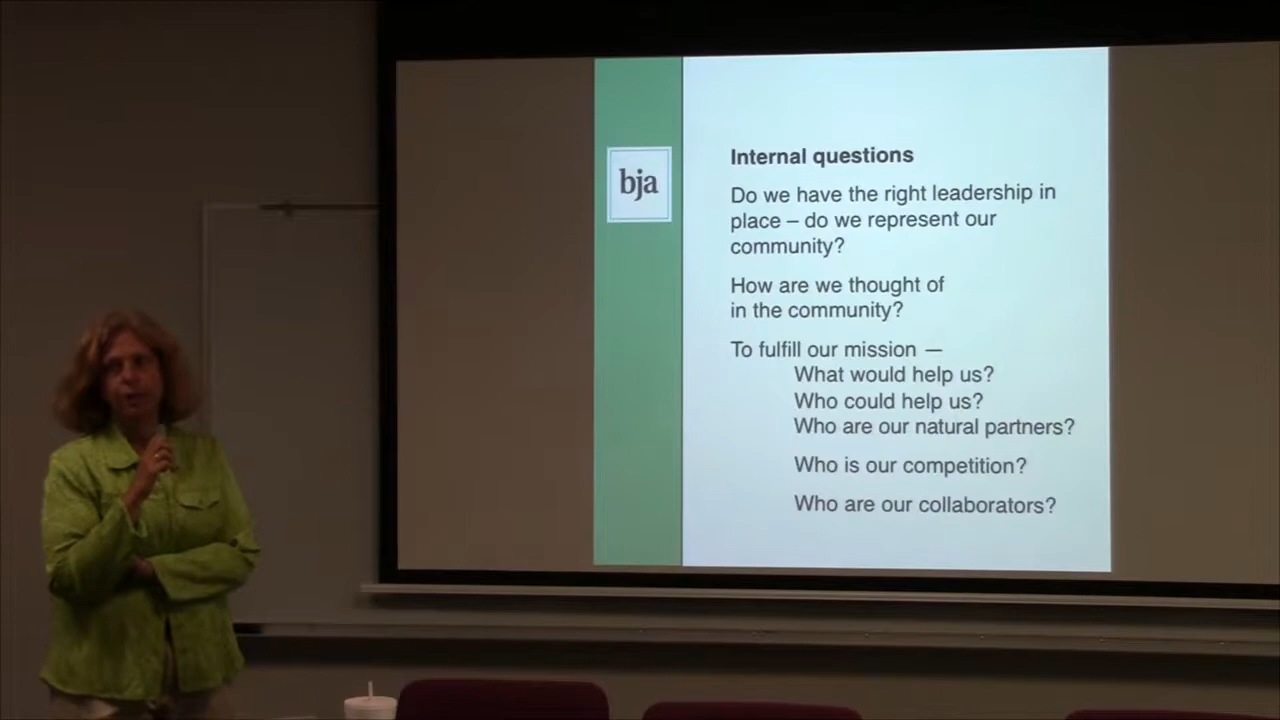 bja
Internal questions
Do we have the right leadership in
place – do we represent our
community?
How are we thought of
in the community?
To fulfill our mission —
What would help us?
Who could help us?
Who are our natural partners?
Who is our competition?
Who are our collaborators?